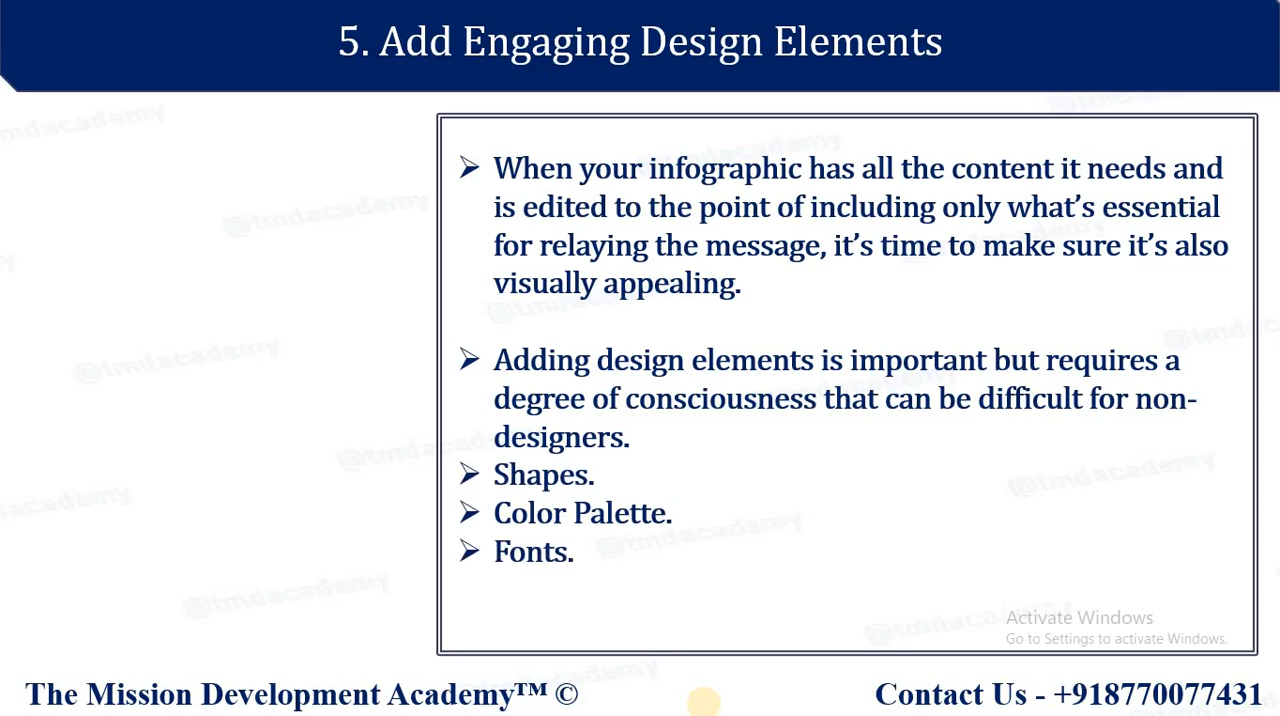 5. Add Engaging Design Elements
➢ When your infographic has all the content it needs and
is edited to the point of including only what's essential
for relaying the message, it's time to make sure it's also
visually appealing.
➢ Adding design elements is important but requires a
degree of consciousness that can be difficult for non-
designers.
➢ Shapes.
➢ Color Palette.
➢ Fonts.
Activate Windows
Go to Settings to activate Windows.
The Mission Development Academy™ ©
Contact Us - +918770077431
@tmdacademy